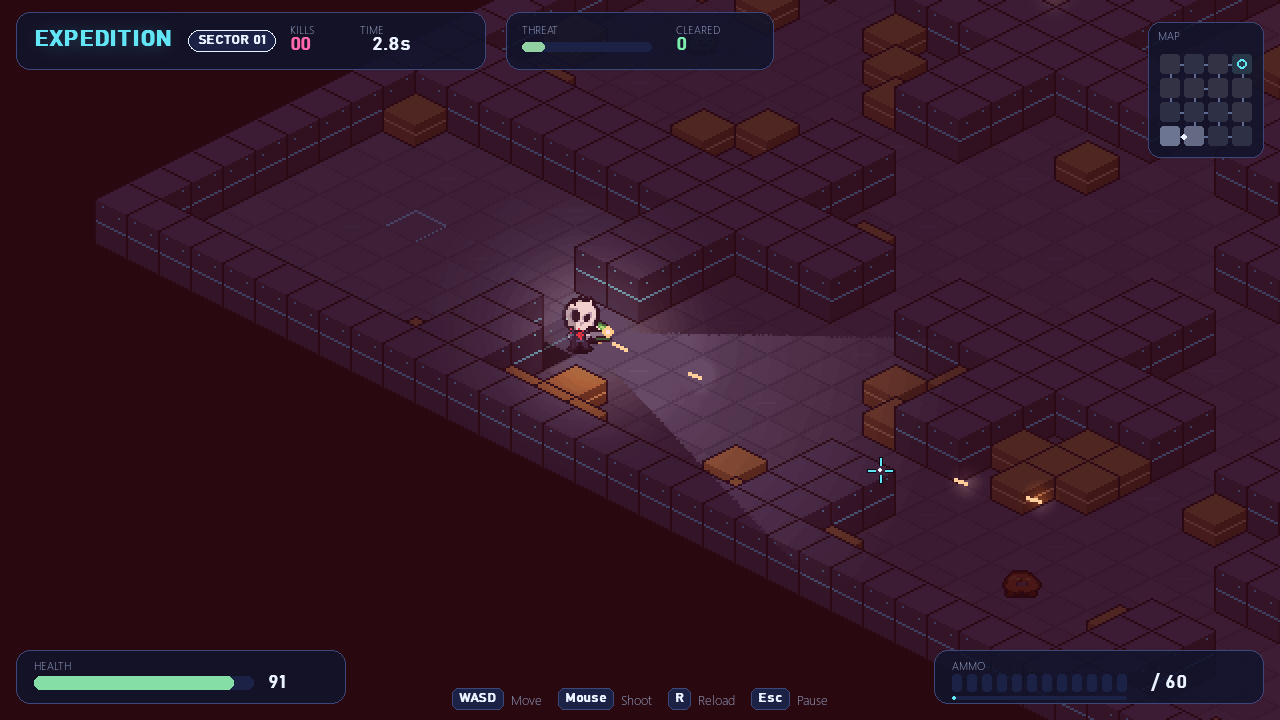 EXPEDITION
SECTOR 01
KILLS
00
TIME
2.8s
THREAT
CLEARED
0
MAP
HEALTH
91
WASD Move
Mouse Shoot
R Reload
Esc Pause
AMMO
/ 60